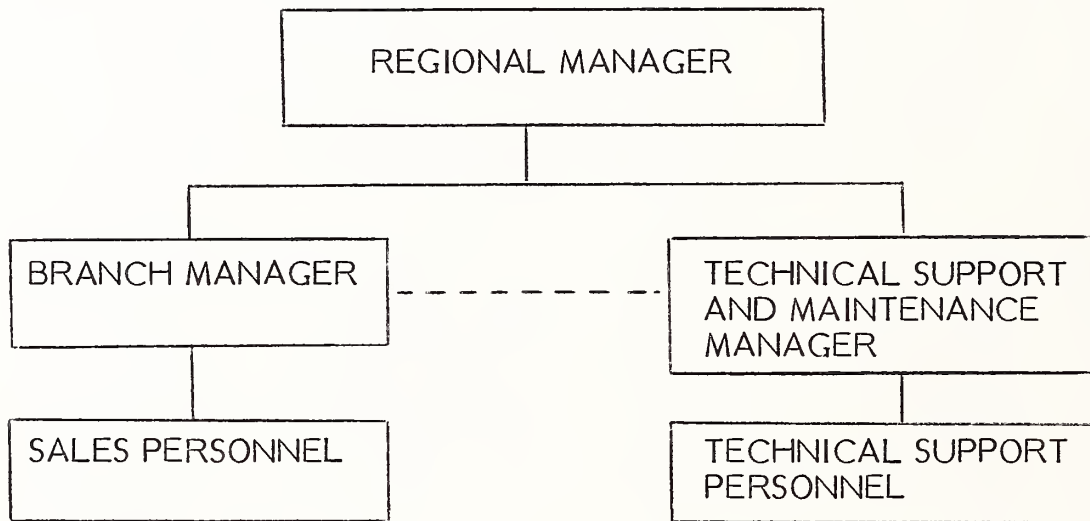 REGIONAL MANAGER
BRANCH MANAGER
TECHNICAL SUPPORT
AND MAINTENANCE
MANAGER
SALES PERSONNEL
TECHNICAL SUPPORT
PERSONNEL